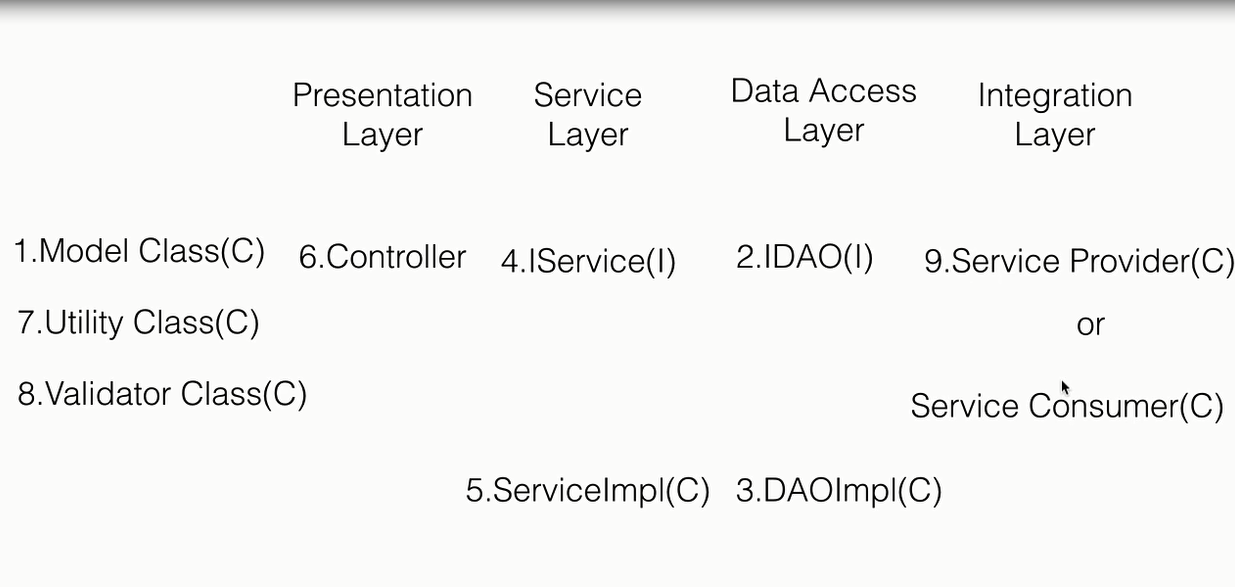 Presentation
Layer
Service
Layer
Data Access
Layer
Integration
Layer
1.Model Class(C)
6.Controller
4.IService(I)
2.IDAO(I)
9.Service Provider(C)
7.Utility Class(C)
or
8.Validator Class(C)
Service Consumer(C)
5.ServiceImpl(C)
3.DAOImpl(C)